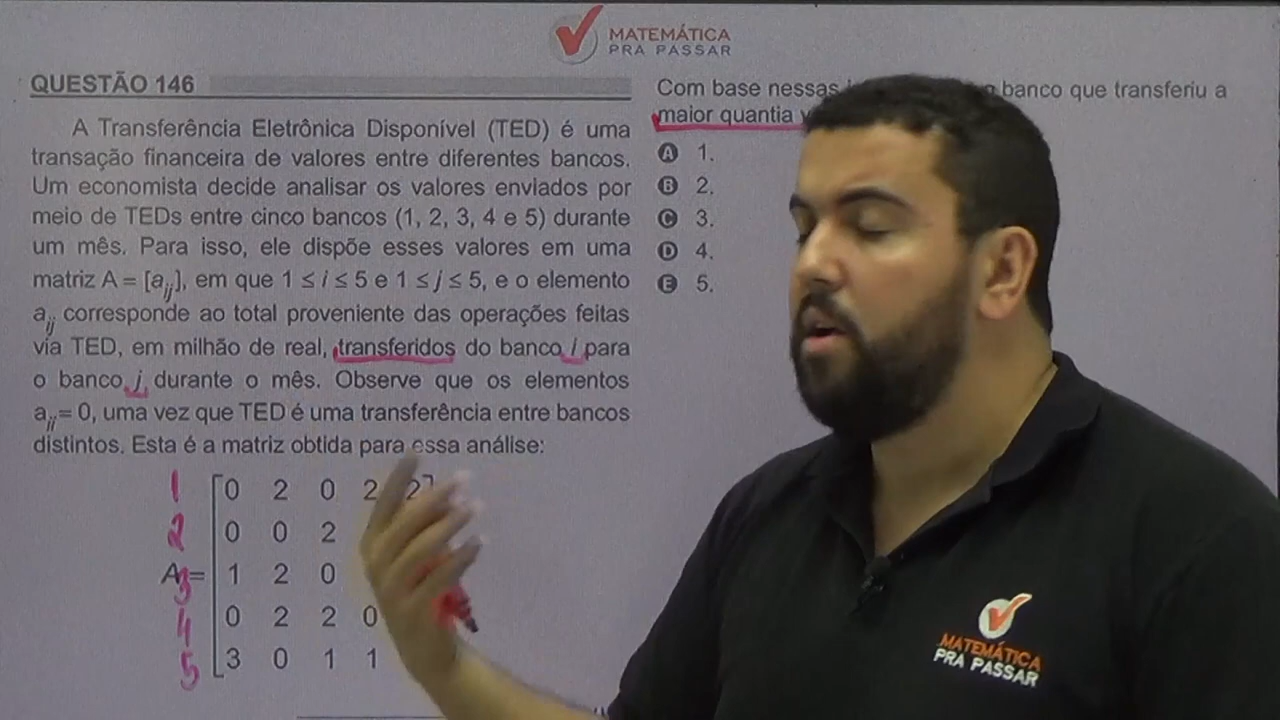 MATEMÁTICA
PRA PASSAR
QUESTÃO 146
A Transferência Eletrônica Disponível (TED) é uma
transação financeira de valores entre diferentes bancos.
Um economista decide analisar os valores enviados por
meio de TEDs entre cinco bancos (1, 2, 3, 4 e 5) durante
um mês. Para isso, ele dispõe esses valores em uma
matriz A = [aij], em que 1 ≤ i ≤ 5 e 1 ≤ j ≤ 5, e o elemento
aij corresponde ao total proveniente das operações feitas
via TED, em milhão de real, transferidos do banco i para
o banco j durante o mês. Observe que os elementos
aii = 0, uma vez que TED é uma transferência entre bancos
distintos. Esta é a matriz obtida para essa análise:
1 0 2 0 2 2
2 0 0 2
A = 3 1 2 0
4 0 2 2 0
5 3 0 1 1
Com base nessas banco que transferiu a
maior quantia
A 1.
B 2.
C 3.
D 4.
E 5.
MATEMÁTICA
PRA PASSAR